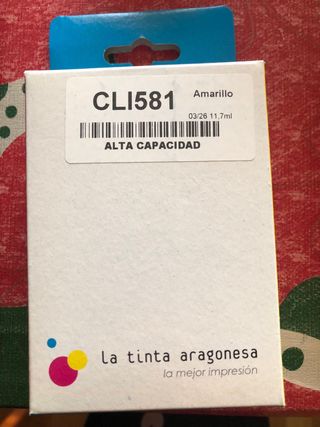 CLI581 Amarillo
03/26 11.7ml
ALTA CAPACIDAD
la tinta aragonesa
la mejor impresión